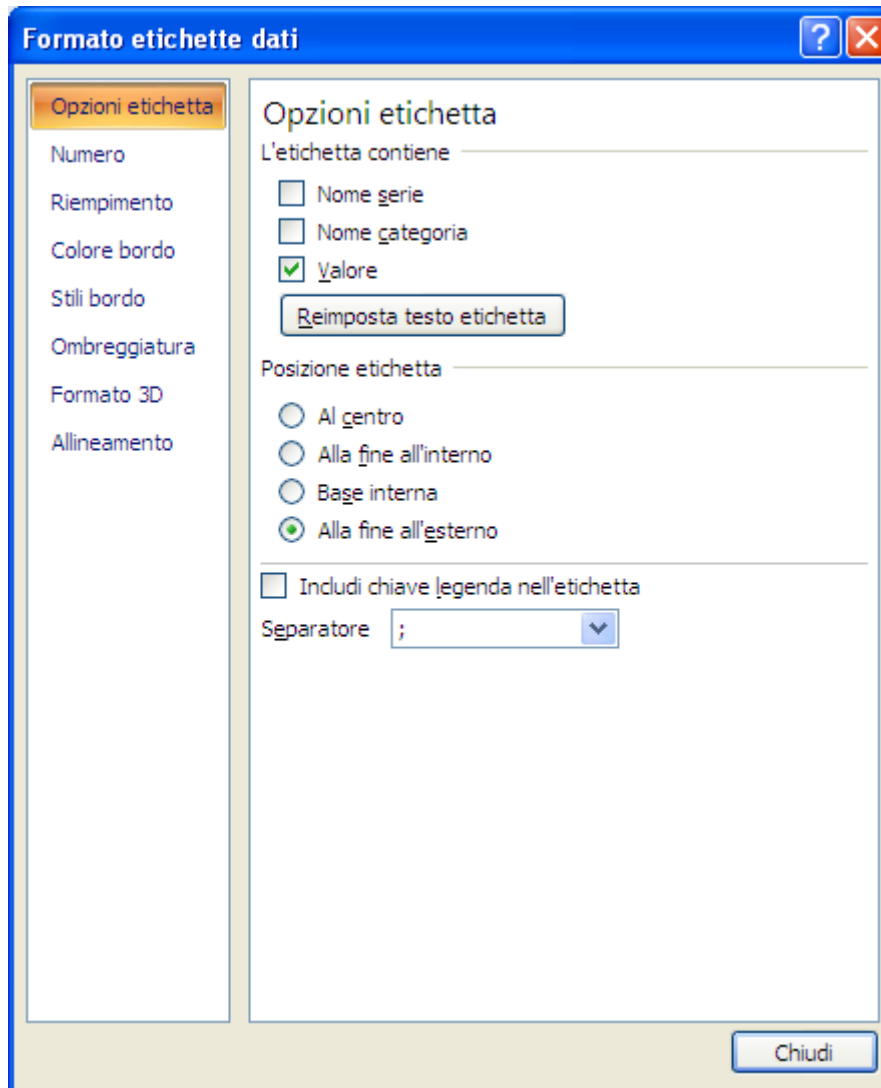 Formato etichette dati
Opzioni etichetta
Numero
Riempimento
Colore bordo
Stili bordo
Ombreggiatura
Formato 3D
Allineamento
Opzioni etichetta
L'etichetta contiene
Nome serie
Nome categoria
Valore
Reimposta testo etichetta
Posizione etichetta
Al centro
Alla fine all'interno
Base interna
Alla fine all'esterno
Includi chiave legenda nell'etichetta
Separatore ;
Chiudi